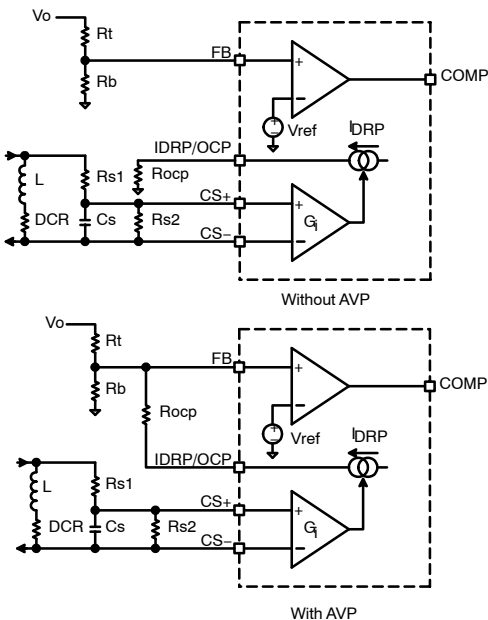 Vo
Rt
FB
Rb
COMP
Vref
IDRP/OCP
IDRP
L
Rs1
Rocp
CS+
DCR
Cs
Rs2
Gi
CS−
Without AVP
Vo
Rt
FB
Rb
COMP
Rocp
Vref
IDRP/OCP
IDRP
L
Rs1
CS+
DCR
Cs
Rs2
Gi
CS−
With AVP